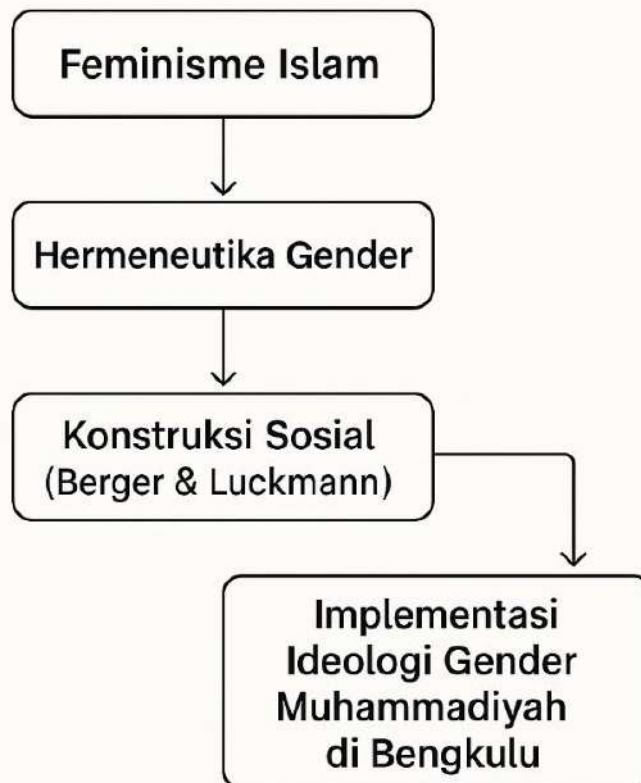 Feminisme Islam
Hermeneutika Gender
Konstruksi Sosial
(Berger & Luckmann)
Implementasi
Ideologi Gender
Muhammadiyah
di Bengkulu